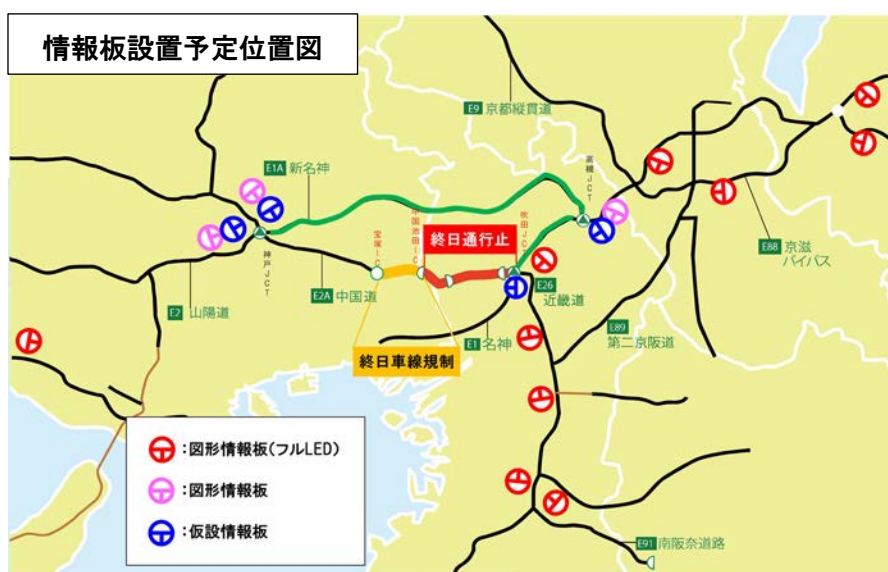 情報板設置予定位置図
E9 京都縦貫道
E1A 新名神
高槻JCT
中国池田IC
吹田JCT
終日通行止
宝塚IC
神戸JCT
E88 京滋
バイパス
E26
近畿道
E2A 中国道
E2 山陽道
E89
第二京阪道
E1 名神
終日車線規制
:図形情報板(フルLED)
:図形情報板
:仮設情報板
E91 南阪奈道路